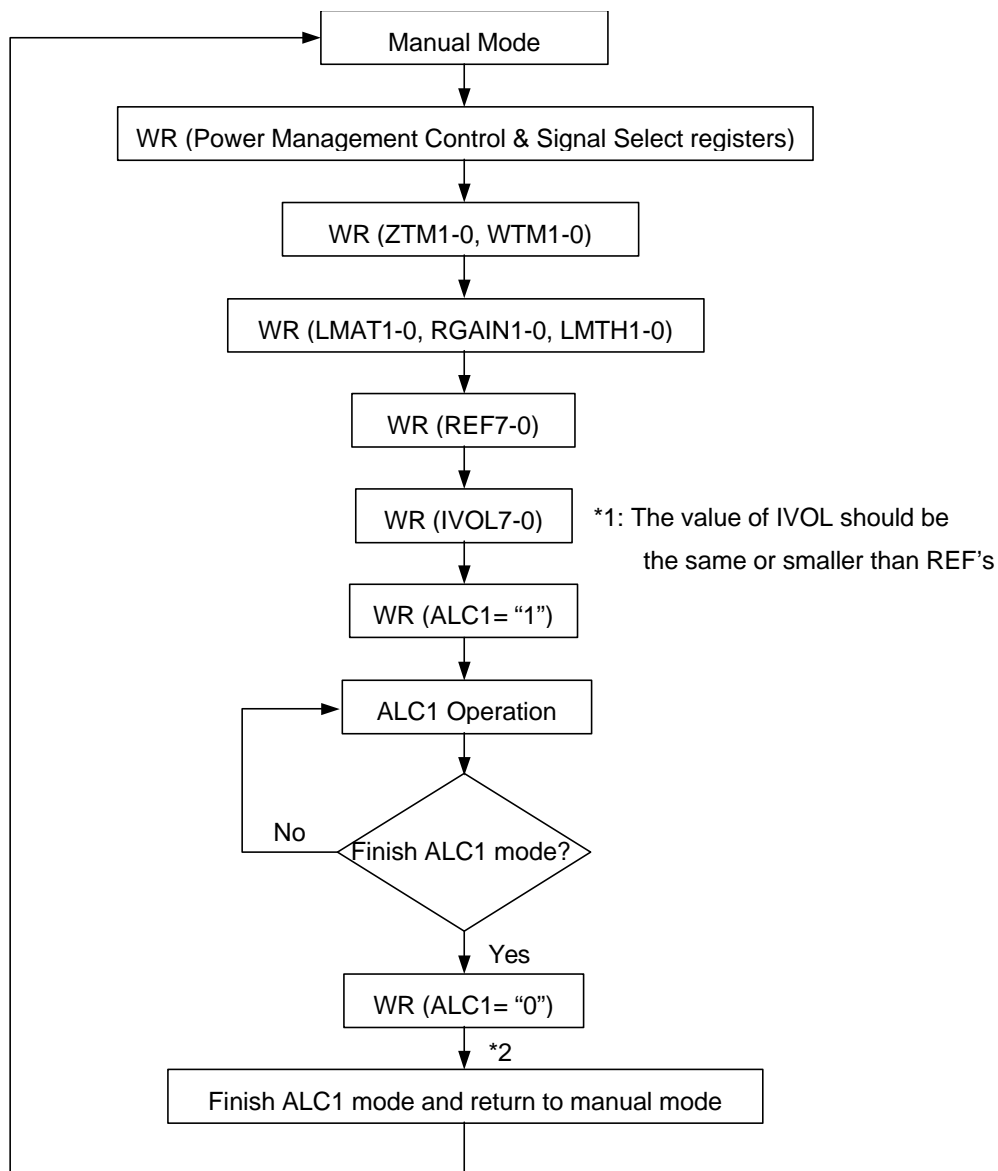 Manual Mode
WR (Power Management Control & Signal Select registers)
WR (ZTM1-0, WTM1-0)
WR (LMAT1-0, RGAIN1-0, LMTH1-0)
WR (REF7-0)
WR (IVOL7-0)
*1: The value of IVOL should be
the same or smaller than REF’s
WR (ALC1= “1”)
ALC1 Operation
No
Finish ALC1 mode?
Yes
WR (ALC1= “0”)
*2
Finish ALC1 mode and return to manual mode